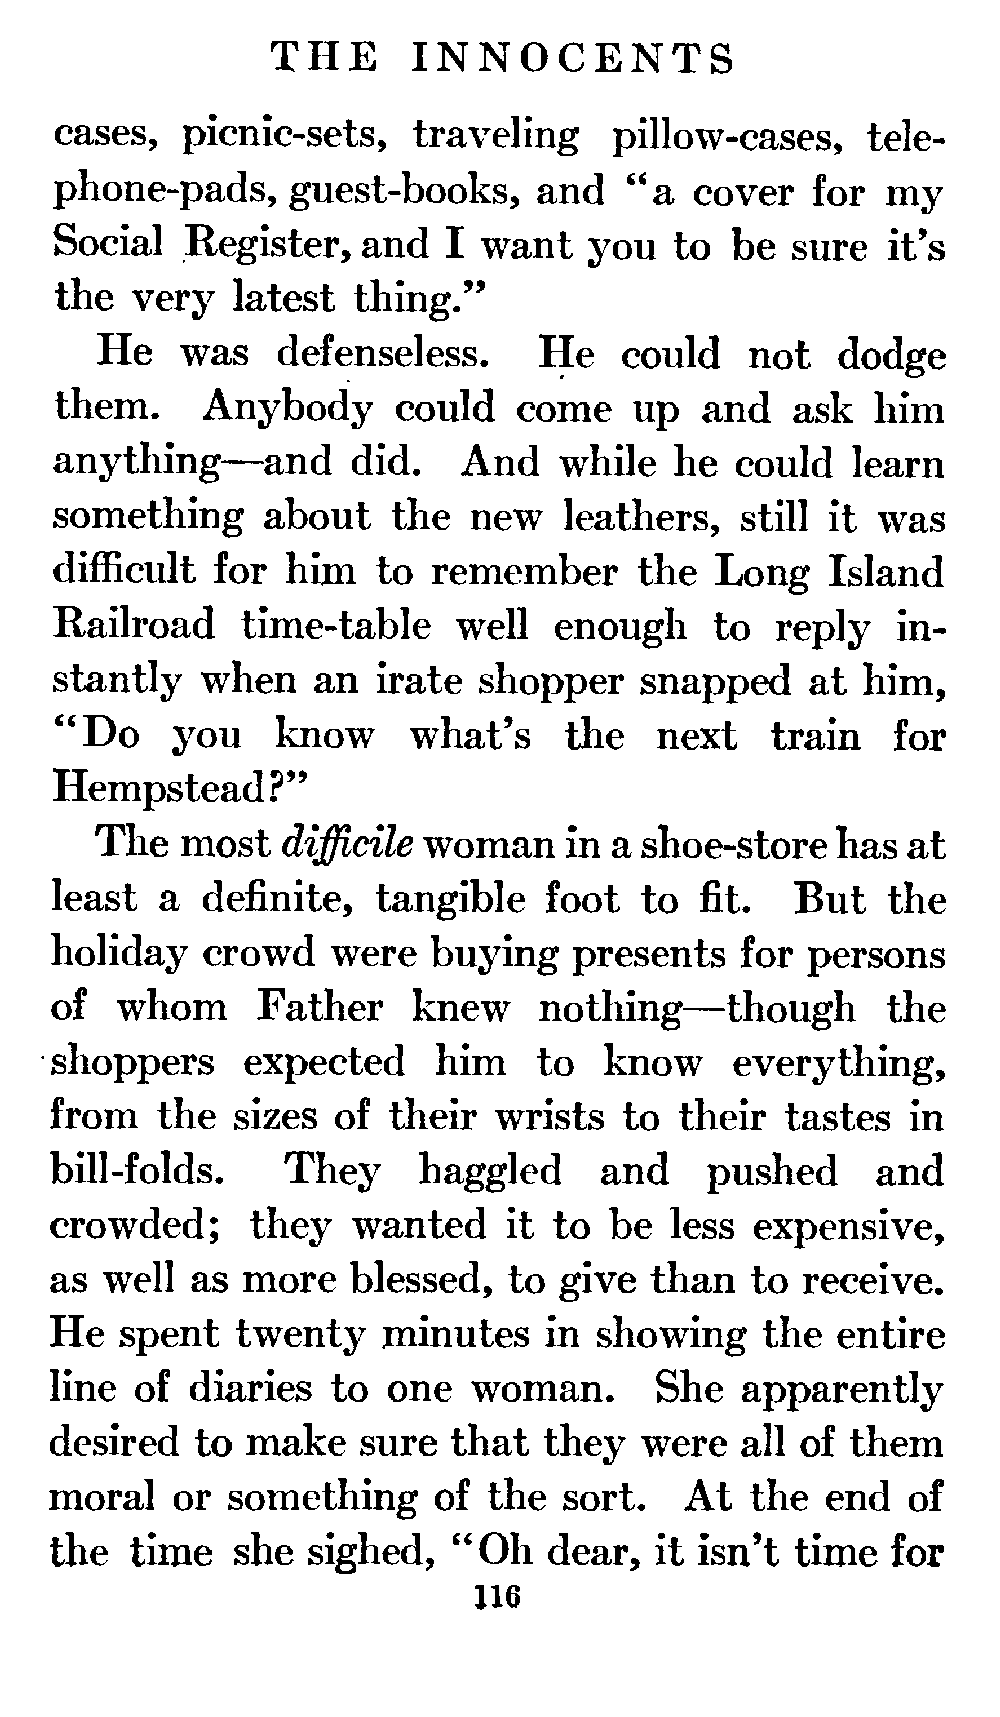 THE INNOCENTS
cases, picnic-sets, traveling pillow-cases, tele-
phone-pads, guest-books, and “a cover for my
Social Register, and I want you to be sure it’s
the very latest thing.”
He was defenseless. He could not dodge
them. Anybody could come up and ask him
anything—and did. And while he could learn
something about the new leathers, still it was
difficult for him to remember the Long Island
Railroad time-table well enough to reply in-
stantly when an irate shopper snapped at him,
“Do you know what’s the next train for
Hempstead?”
The most difficile woman in a shoe-store has at
least a definite, tangible foot to fit. But the
holiday crowd were buying presents for persons
of whom Father knew nothing—though the
shoppers expected him to know everything,
from the sizes of their wrists to their tastes in
bill-folds. They haggled and pushed and
crowded; they wanted it to be less expensive,
as well as more blessed, to give than to receive.
He spent twenty minutes in showing the entire
line of diaries to one woman. She apparently
desired to make sure that they were all of them
moral or something of the sort. At the end of
the time she sighed, “Oh dear, it isn’t time for
116